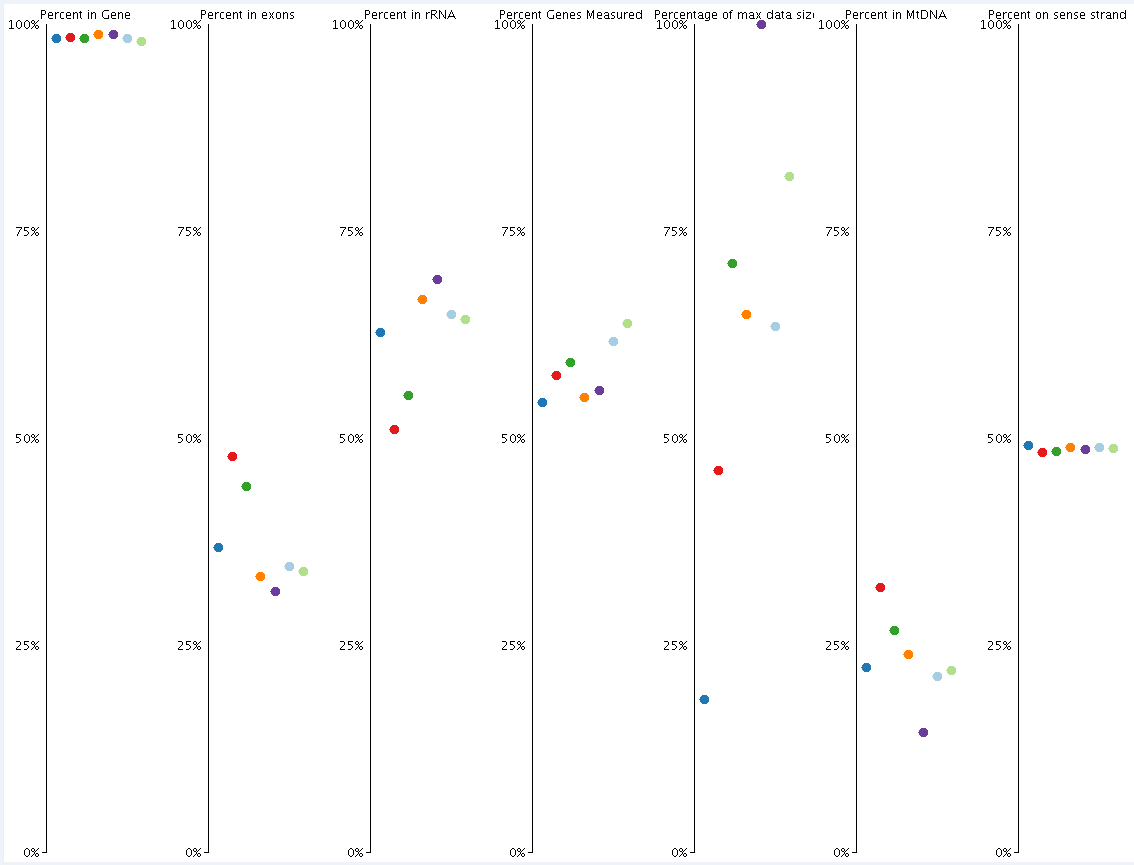 Percent in Gene Percent in exons Percent in rRNA Percent Genes Measured Percentage of max data size Percent in MtDNA Percent on sense strand
100% 100% 100% 100% 100% 100% 100%
75% 75% 75% 75% 75% 75% 75%
50% 50% 50% 50% 50% 50% 50%
25% 25% 25% 25% 25% 25% 25%
0% 0% 0% 0% 0% 0% 0%